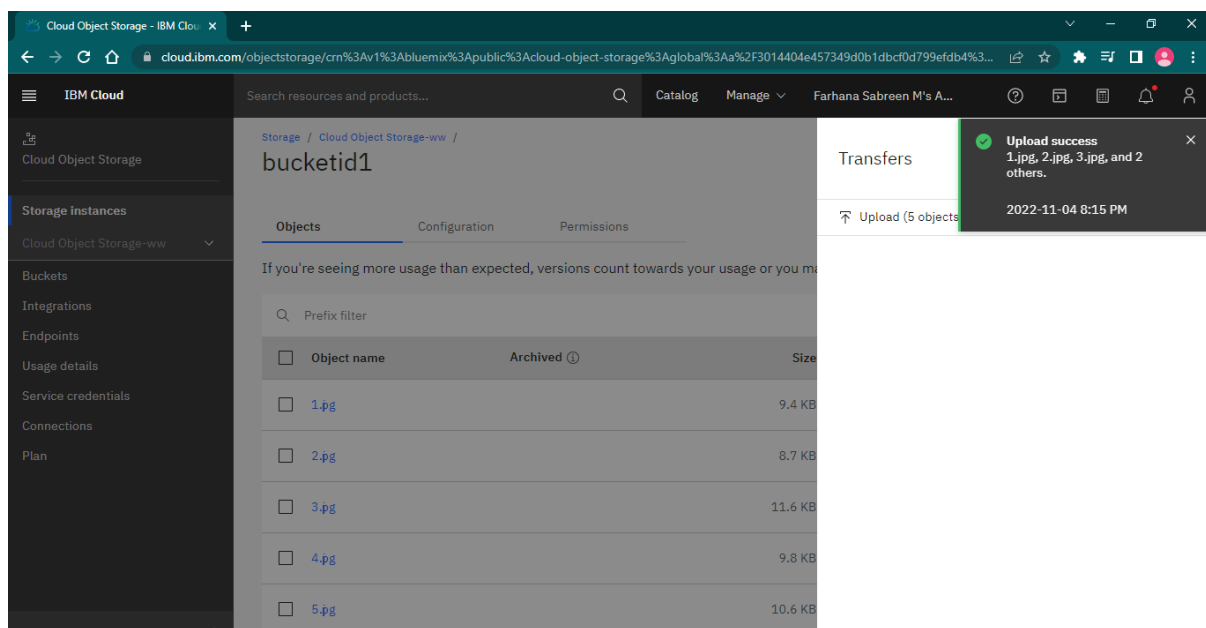 Cloud Object Storage - IBM Clou
cloud.ibm.com/objectstorage/crn%3Av1%3Abluemix%3Apublic%3Acloud-object-storage%3Aglobal%3Aa%2F3014404e457349d0b1dbcf0d799efdb4%3...
IBM Cloud
Search resources and products...
Catalog
Manage
Farhana Sabreen M's A...
Cloud Object Storage
Storage instances
Cloud Object Storage-ww
Buckets
Integrations
Endpoints
Usage details
Service credentials
Connections
Plan
Storage / Cloud Object Storage-ww /
bucketid1
Objects
Configuration
Permissions
If you're seeing more usage than expected, versions count towards your usage or you ma
Prefix filter
Object name
Archived
Size
1.jpg
9.4 KB
2.jpg
8.7 KB
3.jpg
11.6 KB
4.jpg
9.8 KB
5.jpg
10.6 KB
Transfers
Upload (5 objects
Upload success
1.jpg, 2.jpg, 3.jpg, and 2
others.
2022-11-04 8:15 PM